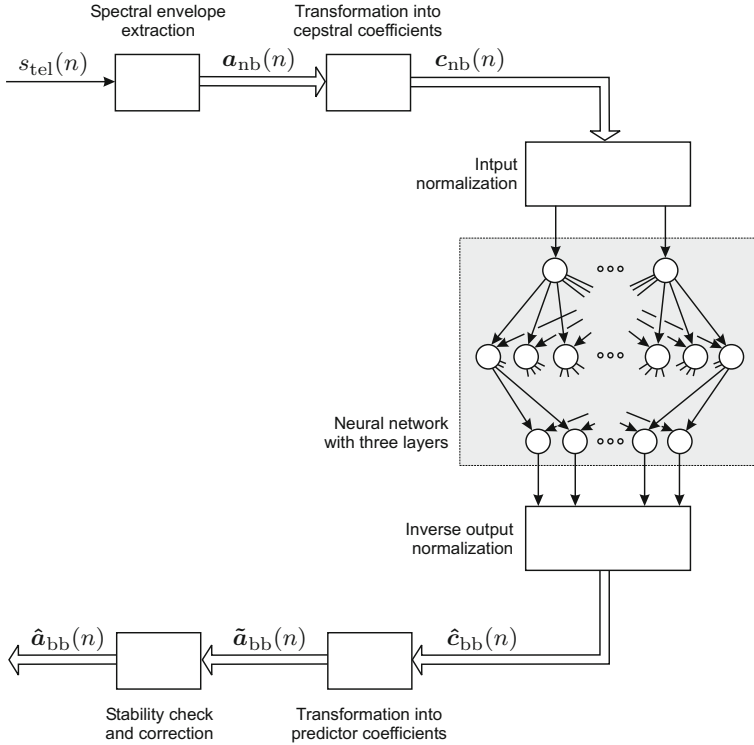 Spectral envelope
extraction
Transformation into
cepstral coefficients
s_tel(n)
a_nb(n)
c_nb(n)
Intput
normalization
Neural network
with three layers
Inverse output
normalization
â_bb(n)
ã_bb(n)
ĉ_bb(n)
Stability check
and correction
Transformation into
predictor coefficients